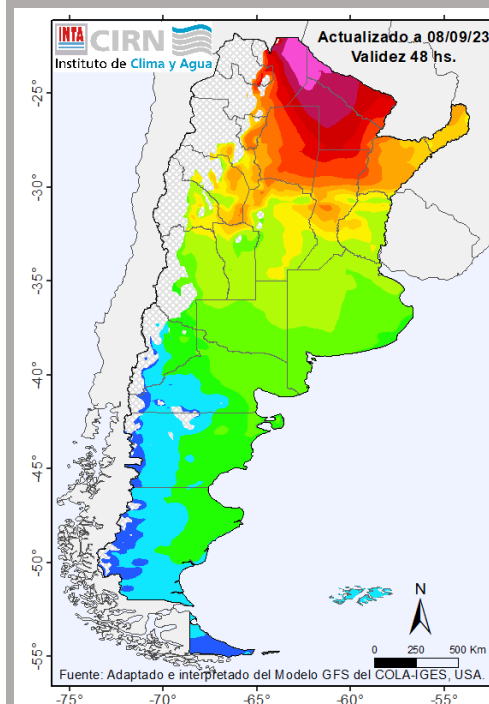 INTA CIRN
Instituto de Clima y Agua
Actualizado a 08/09/23
Validez 48 hs.
-25°
-30°
-35°
-40°
-45°
-50°
-55°
N
0 250 500 Km
Fuente: Adaptado e interpretado del Modelo GFS del COLA-IGES, USA.
-75° -70° -65° -60° -55°